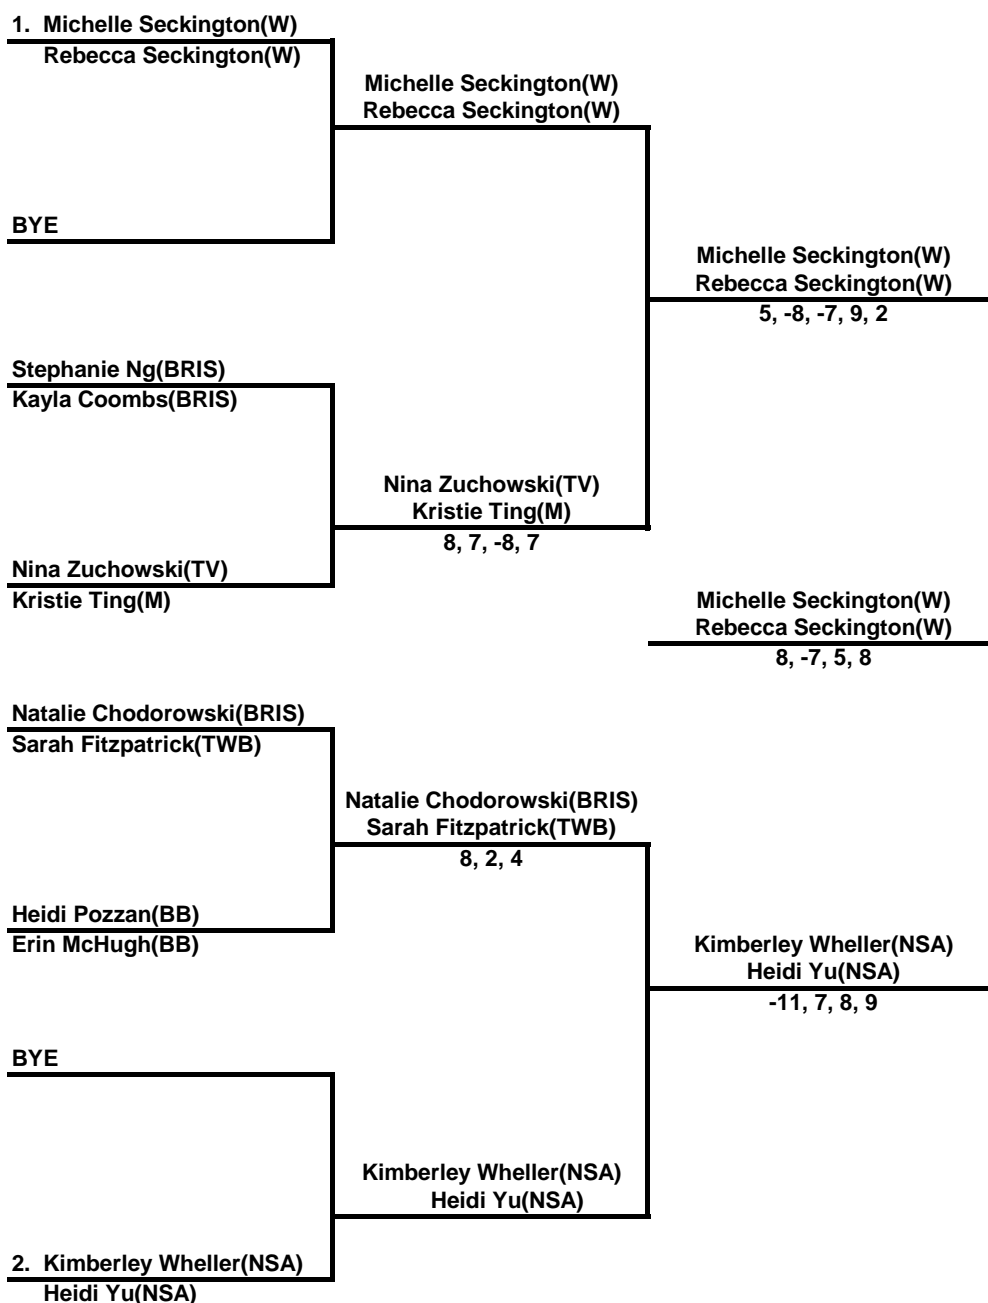 1. Michelle Seckington(W)
Rebecca Seckington(W)
Michelle Seckington(W)
Rebecca Seckington(W)
BYE
Michelle Seckington(W)
Rebecca Seckington(W)
5, -8, -7, 9, 2
Stephanie Ng(BRIS)
Kayla Coombs(BRIS)
Nina Zuchowski(TV)
Kristie Ting(M)
8, 7, -8, 7
Nina Zuchowski(TV)
Kristie Ting(M)
Michelle Seckington(W)
Rebecca Seckington(W)
8, -7, 5, 8
Natalie Chodorowski(BRIS)
Sarah Fitzpatrick(TWB)
Natalie Chodorowski(BRIS)
Sarah Fitzpatrick(TWB)
8, 2, 4
Heidi Pozzan(BB)
Erin McHugh(BB)
Kimberley Wheller(NSA)
Heidi Yu(NSA)
-11, 7, 8, 9
BYE
Kimberley Wheller(NSA)
Heidi Yu(NSA)
2. Kimberley Wheller(NSA)
Heidi Yu(NSA)